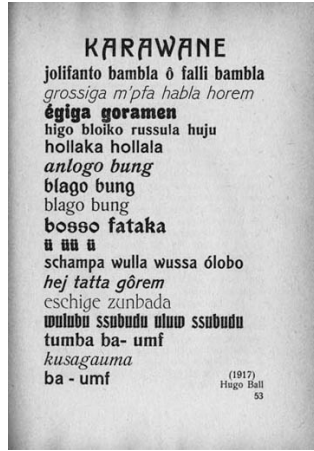 KARAWANE
jolifanto bambla ô falli bambla
grossiga m'pfa habla horem
égiga goramen
higo bloiko russula huju
hollaka hollala
anlogo bung
blago bung
blago bung
bosso fataka
ü üü ü
schampa wulla wussa ólobo
hej tatta gôrem
eschige zunbada
wulubu ssubudu uluw ssubudu
tumba ba- umf
kusagauma
ba - umf
(1917)
Hugo Ball
53